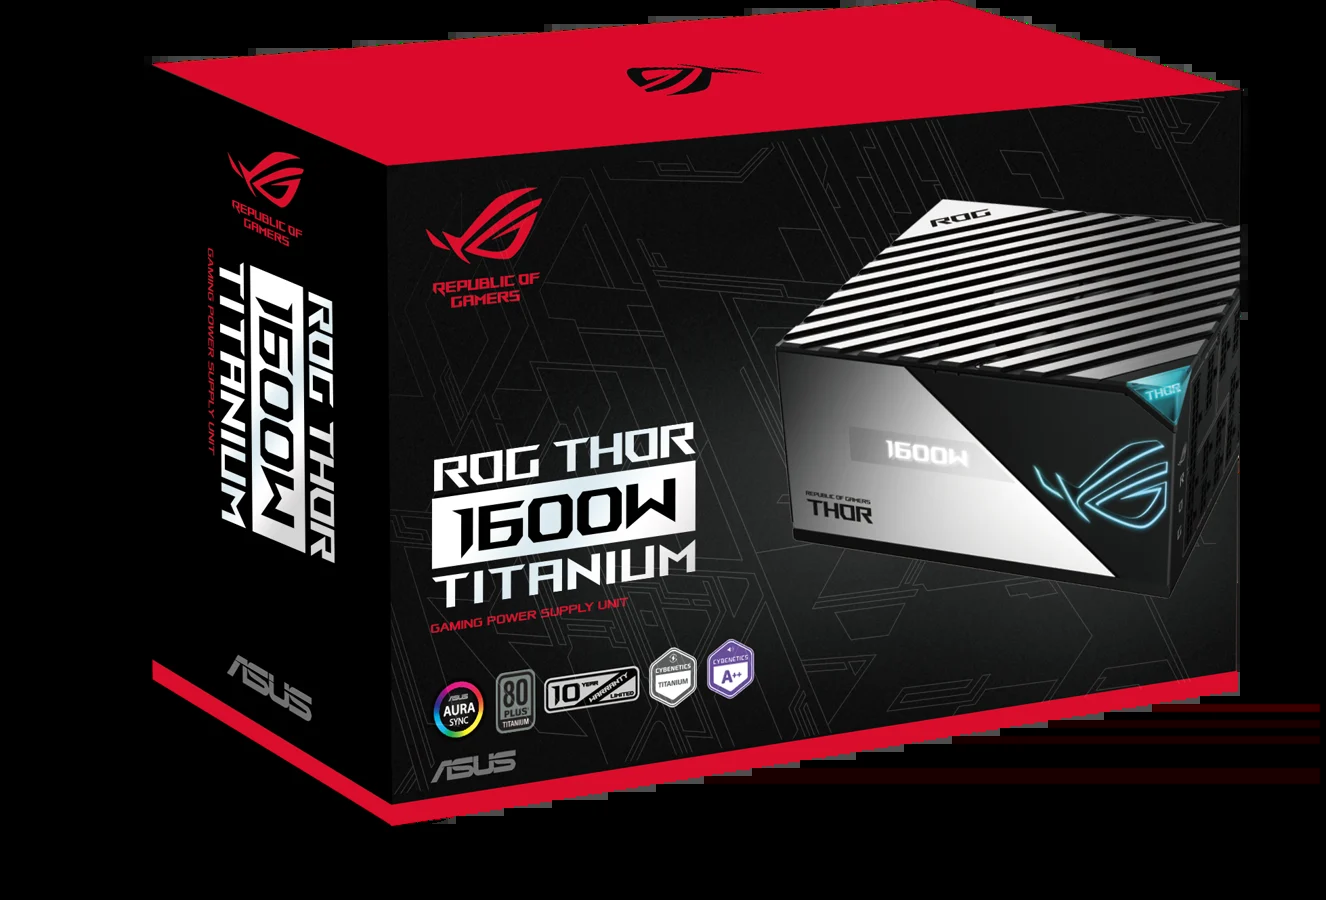 REPUBLIC OF
GAMERS
ROG THOR
1600W
TITANIUM
GAMING POWER SUPPLY UNIT
ASUS
REPUBLIC OF
GAMERS
ROG THOR
1600W
TITANIUM
GAMING POWER SUPPLY UNIT
ASUS
AURA
SYNC
80
PLUS
TITANIUM
10 YEAR
WARRANTY
LIMITED
CYBENETICS
TITANIUM
CYBENETICS
A++
ASUS
ROG
THOR
1600W
REPUBLIC OF GAMERS
THOR